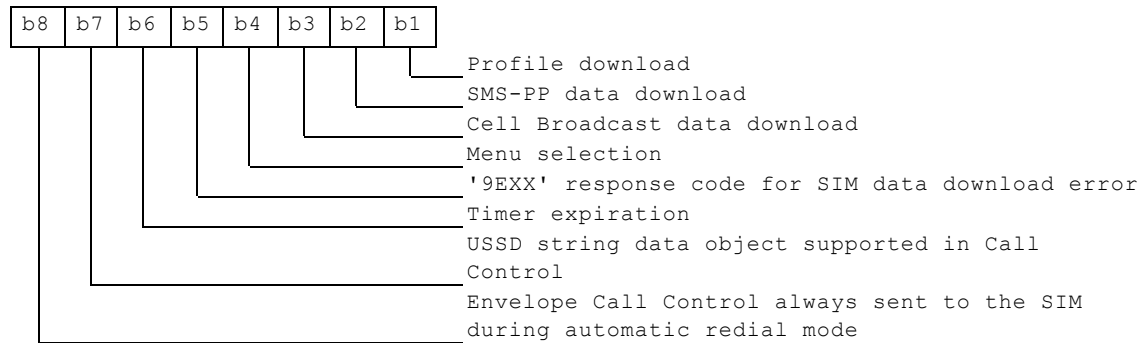 b8 b7 b6 b5 b4 b3 b2 b1
Profile download
SMS-PP data download
Cell Broadcast data download
Menu selection
'9EXX' response code for SIM data download error
Timer expiration
USSD string data object supported in Call
Control
Envelope Call Control always sent to the SIM
during automatic redial mode